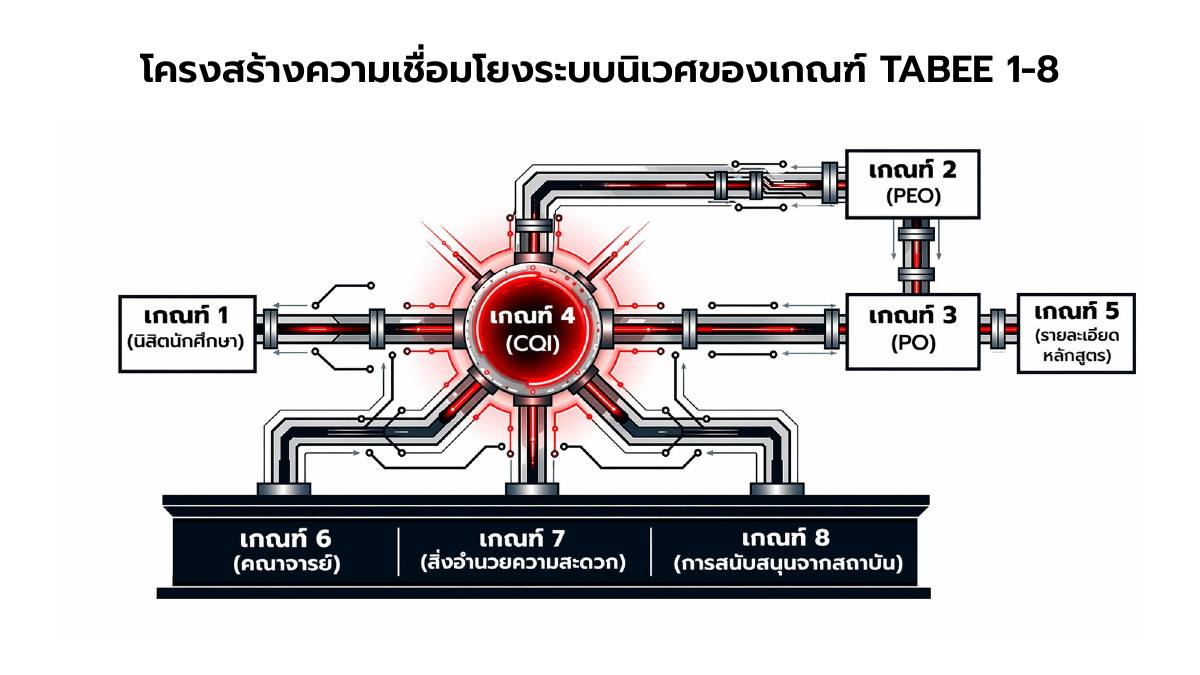 โครงสร้างความเชื่อมโยงระบบนิเวศของเกณฑ์ TABEE 1-8
เกณฑ์ 2
(PEO)
เกณฑ์ 1
(นิสิตนักศึกษา)
เกณฑ์ 4
(CQI)
เกณฑ์ 3
(PO)
เกณฑ์ 5
(รายละเอียด
หลักสูตร)
เกณฑ์ 6
(คณาจารย์)
เกณฑ์ 7
(สิ่งอำนวยความสะดวก)
เกณฑ์ 8
(การสนับสนุนจากสถาบัน)